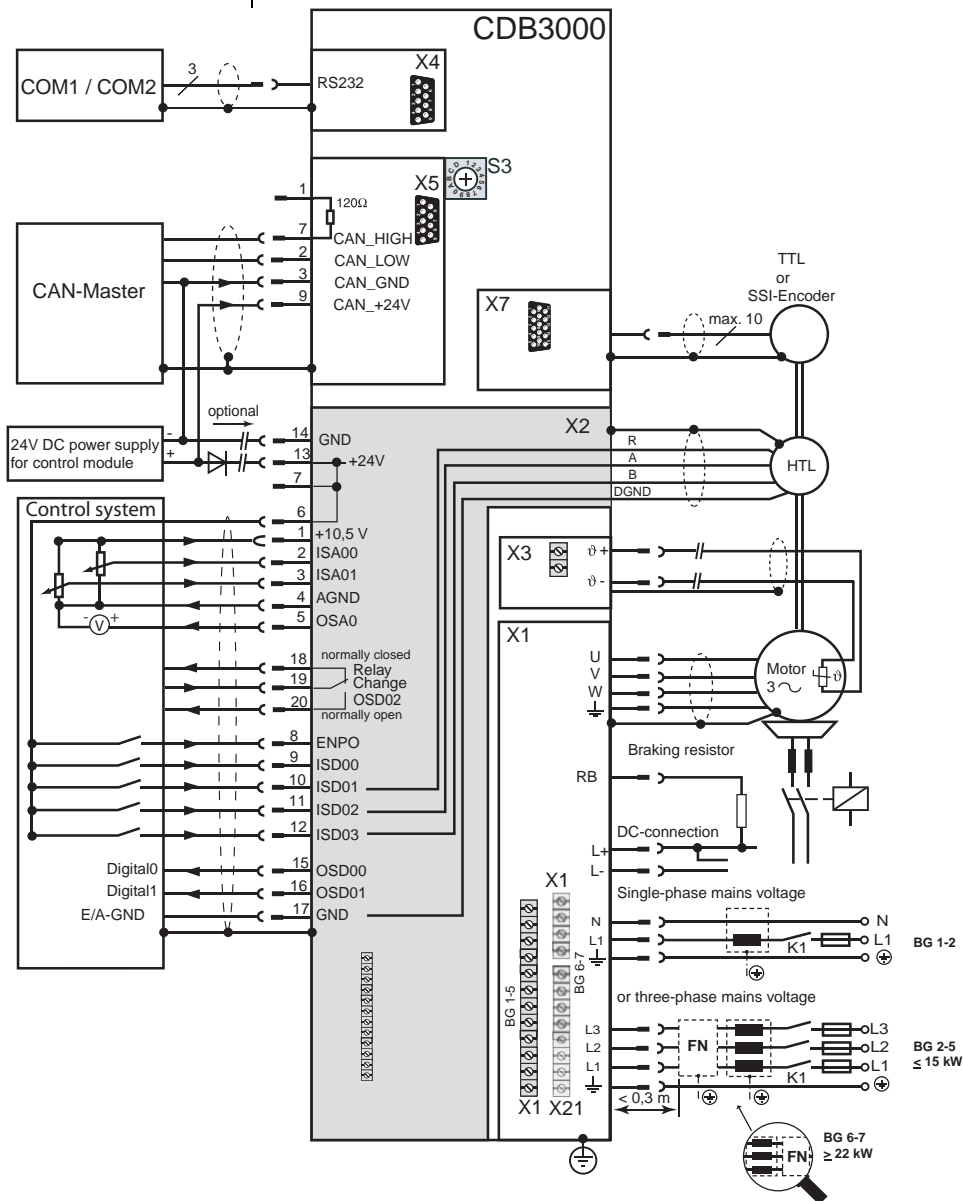 CDB3000
COM1 / COM2
3
RS232
X4
S3
1
120Ω
X5
7
CAN_HIGH
2
CAN_LOW
3
CAN_GND
9
CAN_+24V
CAN-Master
TTL
or
SSI-Encoder
X7
max. 10
optional
24V DC power supply
for control module
-
+
14
GND
13
+24V
7
X2
R
A
B
DGND
HTL
Control system
6
1
+10,5 V
2
ISA00
3
ISA01
4
AGND
5
OSA0
- V +
X3
ϑ +
ϑ -
X1
18
normally closed
Relay
19
Change
20
OSD02
normally open
U
V
W
Motor
3
ϑ
8
ENPO
9
ISD00
10
ISD01
11
ISD02
12
ISD03
Braking resistor
RB
DC-connection
L+
L-
Digital0
15
OSD00
Digital1
16
OSD01
E/A-GND
17
GND
X1
Single-phase mains voltage
N
N
L1
K1
L1
BG 1-2
BG 1-5
BG 6-7
or three-phase mains voltage
L3
L3
L2
FN
L2
BG 2-5
≤ 15 kW
L1
K1
L1
X1
X21
< 0,3 m
FN
BG 6-7
≥ 22 kW